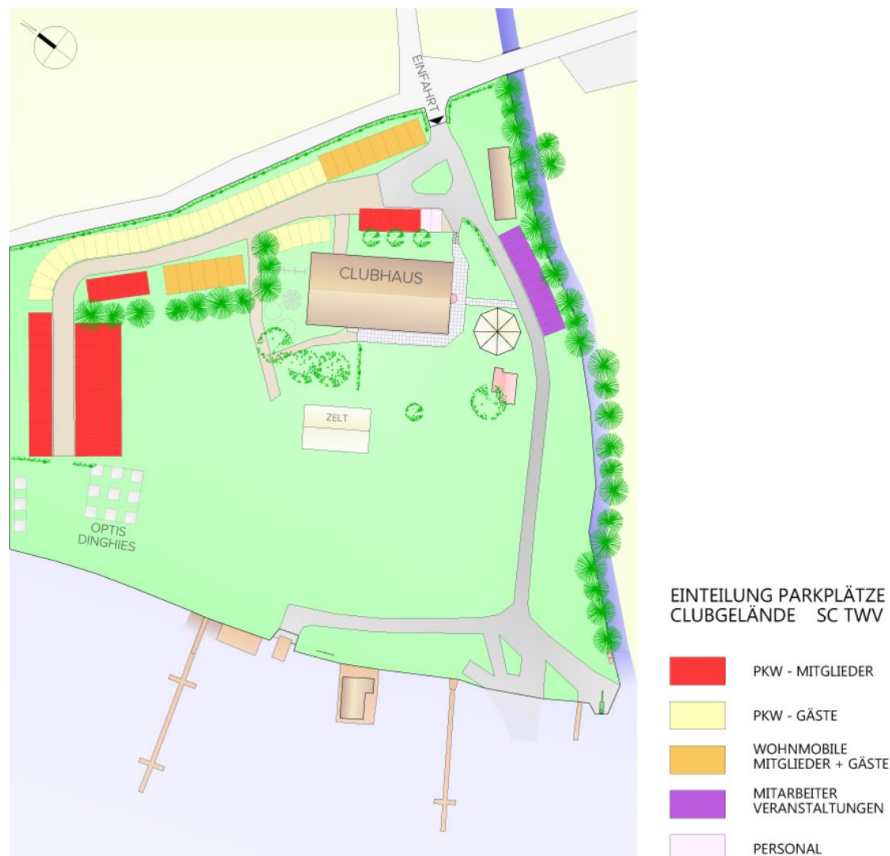 EINFAHRT
CLUBHAUS
ZELT
OPTIS
DINGHIES
EINTEILUNG PARKPLÄTZE
CLUBGELÄNDE SC TWV
PKW - MITGLIEDER
PKW - GÄSTE
WOHNMOBILE
MITGLIEDER + GÄSTE
MITARBEITER
VERANSTALTUNGEN
PERSONAL